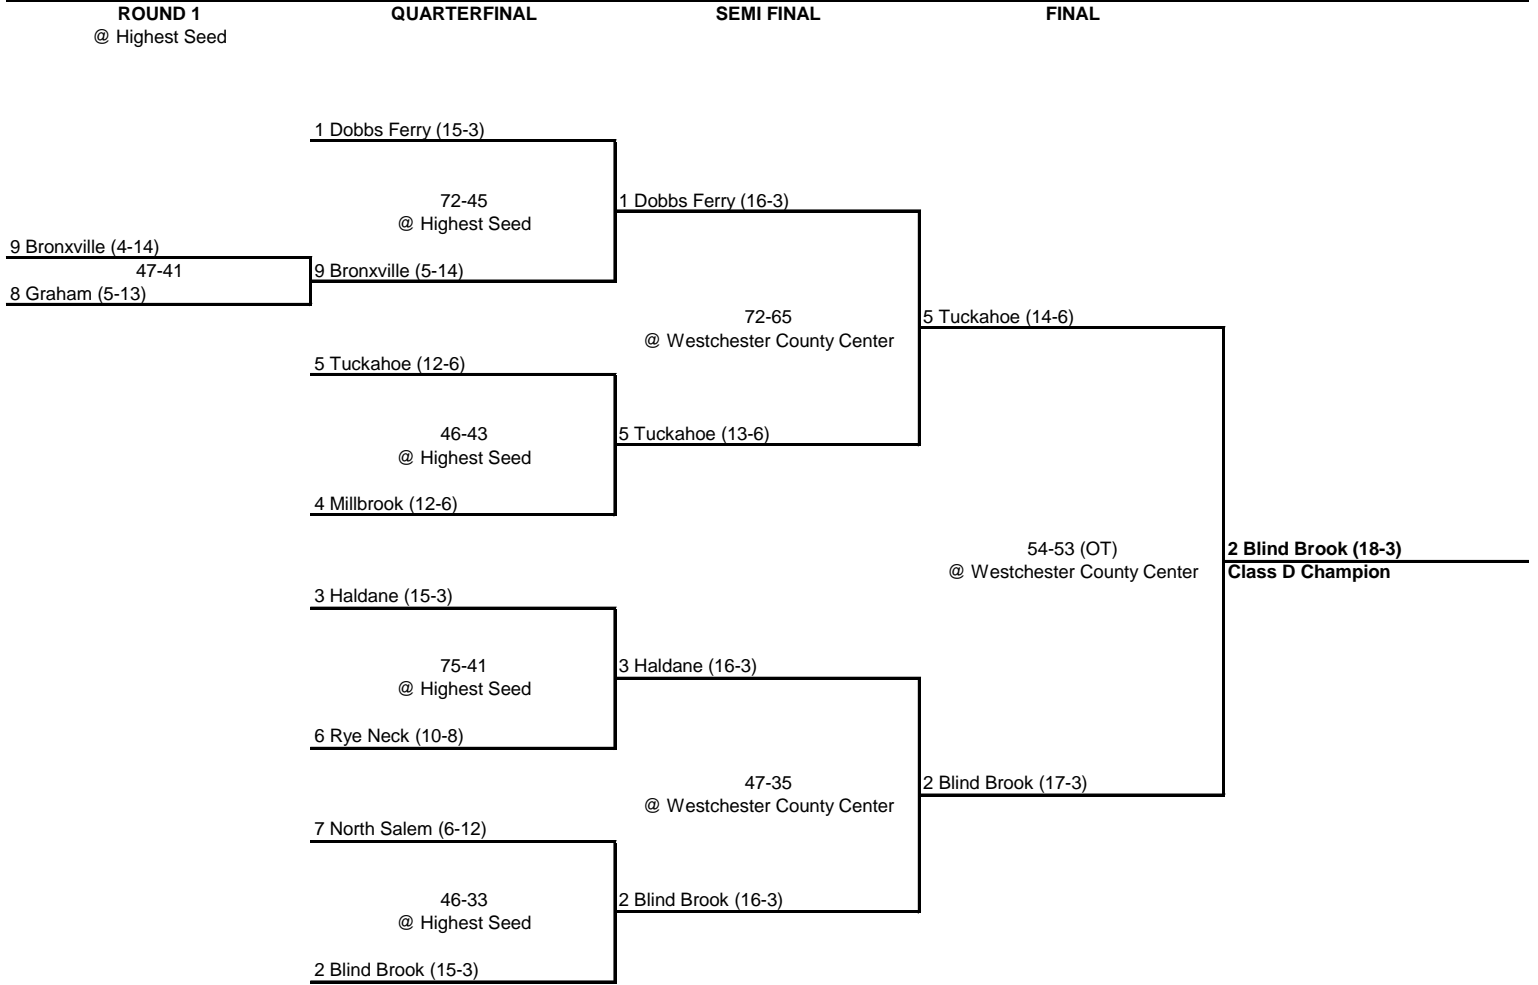 ROUND 1
@ Highest Seed
QUARTERFINAL
SEMI FINAL
FINAL
1 Dobbs Ferry (15-3)
72-45
@ Highest Seed
1 Dobbs Ferry (16-3)
9 Bronxville (4-14)
47-41
8 Graham (5-13)
9 Bronxville (5-14)
72-65
@ Westchester County Center
5 Tuckahoe (14-6)
5 Tuckahoe (12-6)
46-43
@ Highest Seed
5 Tuckahoe (13-6)
4 Millbrook (12-6)
54-53 (OT)
@ Westchester County Center
2 Blind Brook (18-3)
Class D Champion
3 Haldane (15-3)
75-41
@ Highest Seed
3 Haldane (16-3)
6 Rye Neck (10-8)
47-35
@ Westchester County Center
2 Blind Brook (17-3)
7 North Salem (6-12)
46-33
@ Highest Seed
2 Blind Brook (16-3)
2 Blind Brook (15-3)